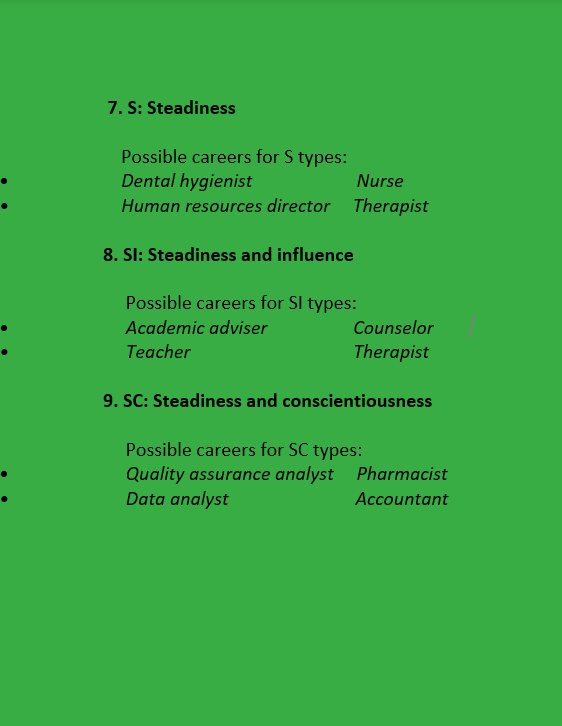 7. S: Steadiness
Possible careers for S types:
• Dental hygienist Nurse
• Human resources director Therapist
8. SI: Steadiness and influence
Possible careers for SI types:
• Academic adviser Counselor
• Teacher Therapist
9. SC: Steadiness and conscientiousness
Possible careers for SC types:
• Quality assurance analyst Pharmacist
• Data analyst Accountant